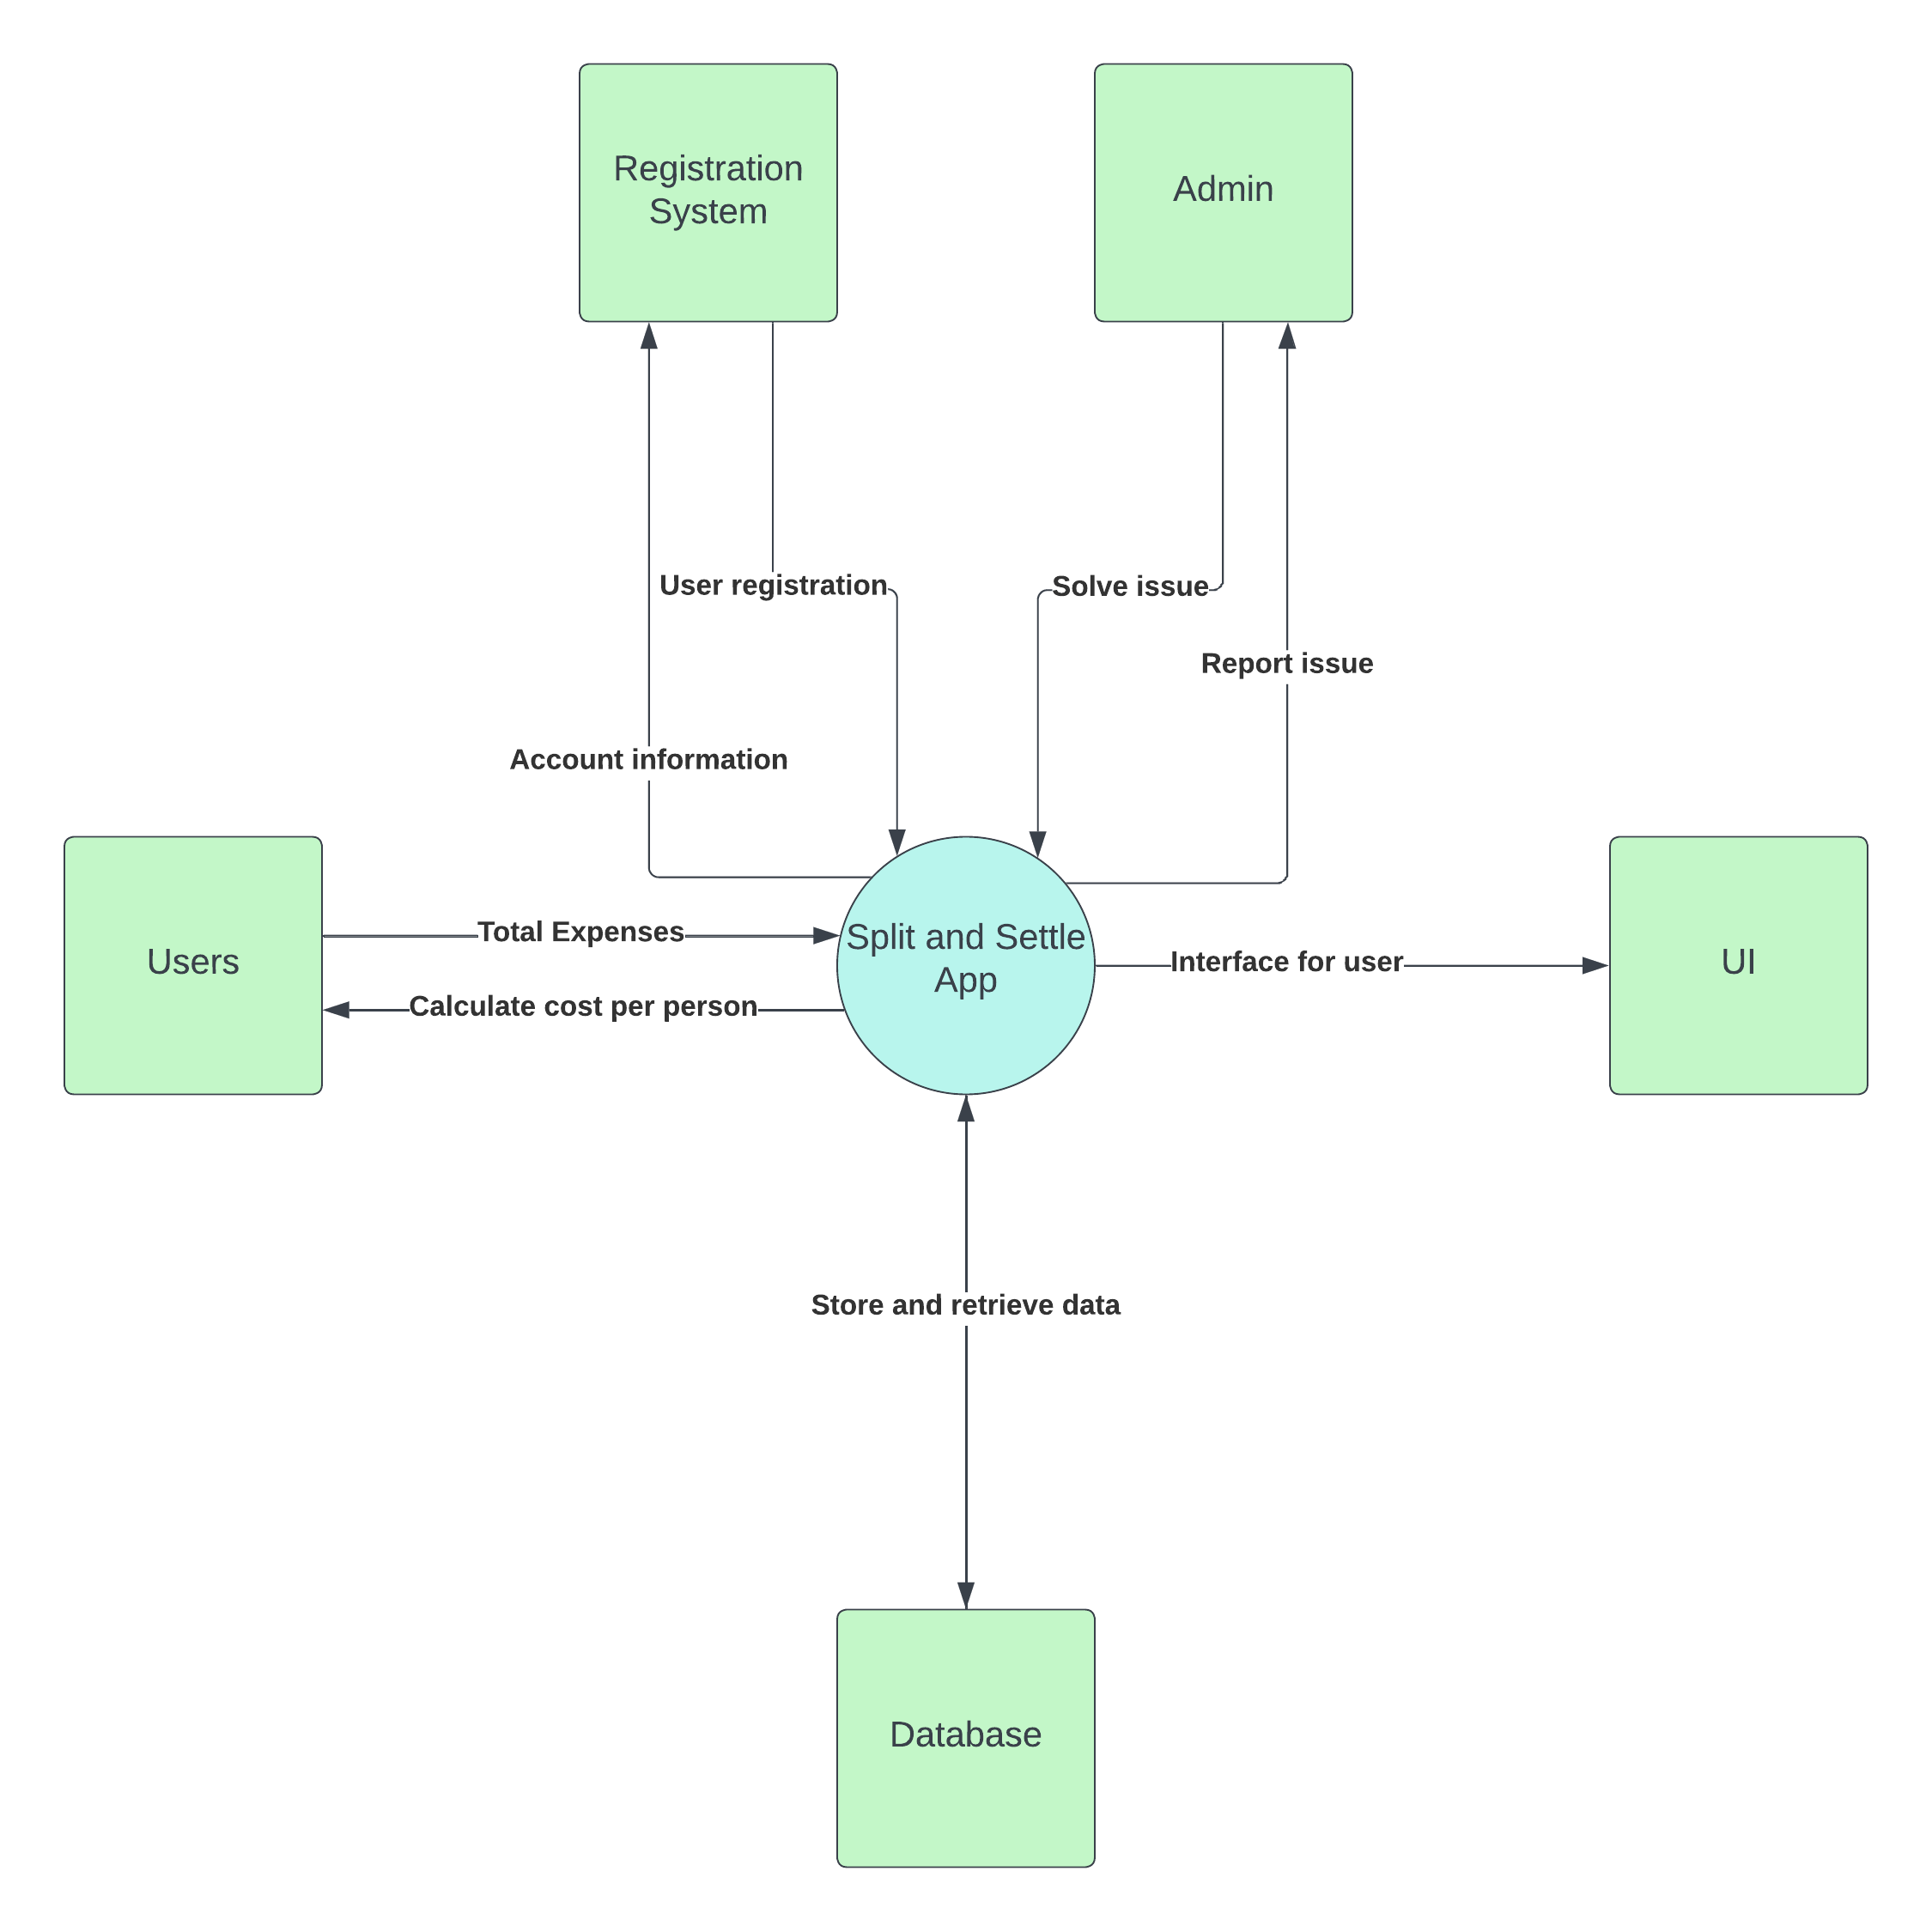 Registration
System
Admin
User registration
Solve issue
Report issue
Account information
Users
Total Expenses
Calculate cost per person
Split and Settle
App
Interface for user
UI
Store and retrieve data
Database